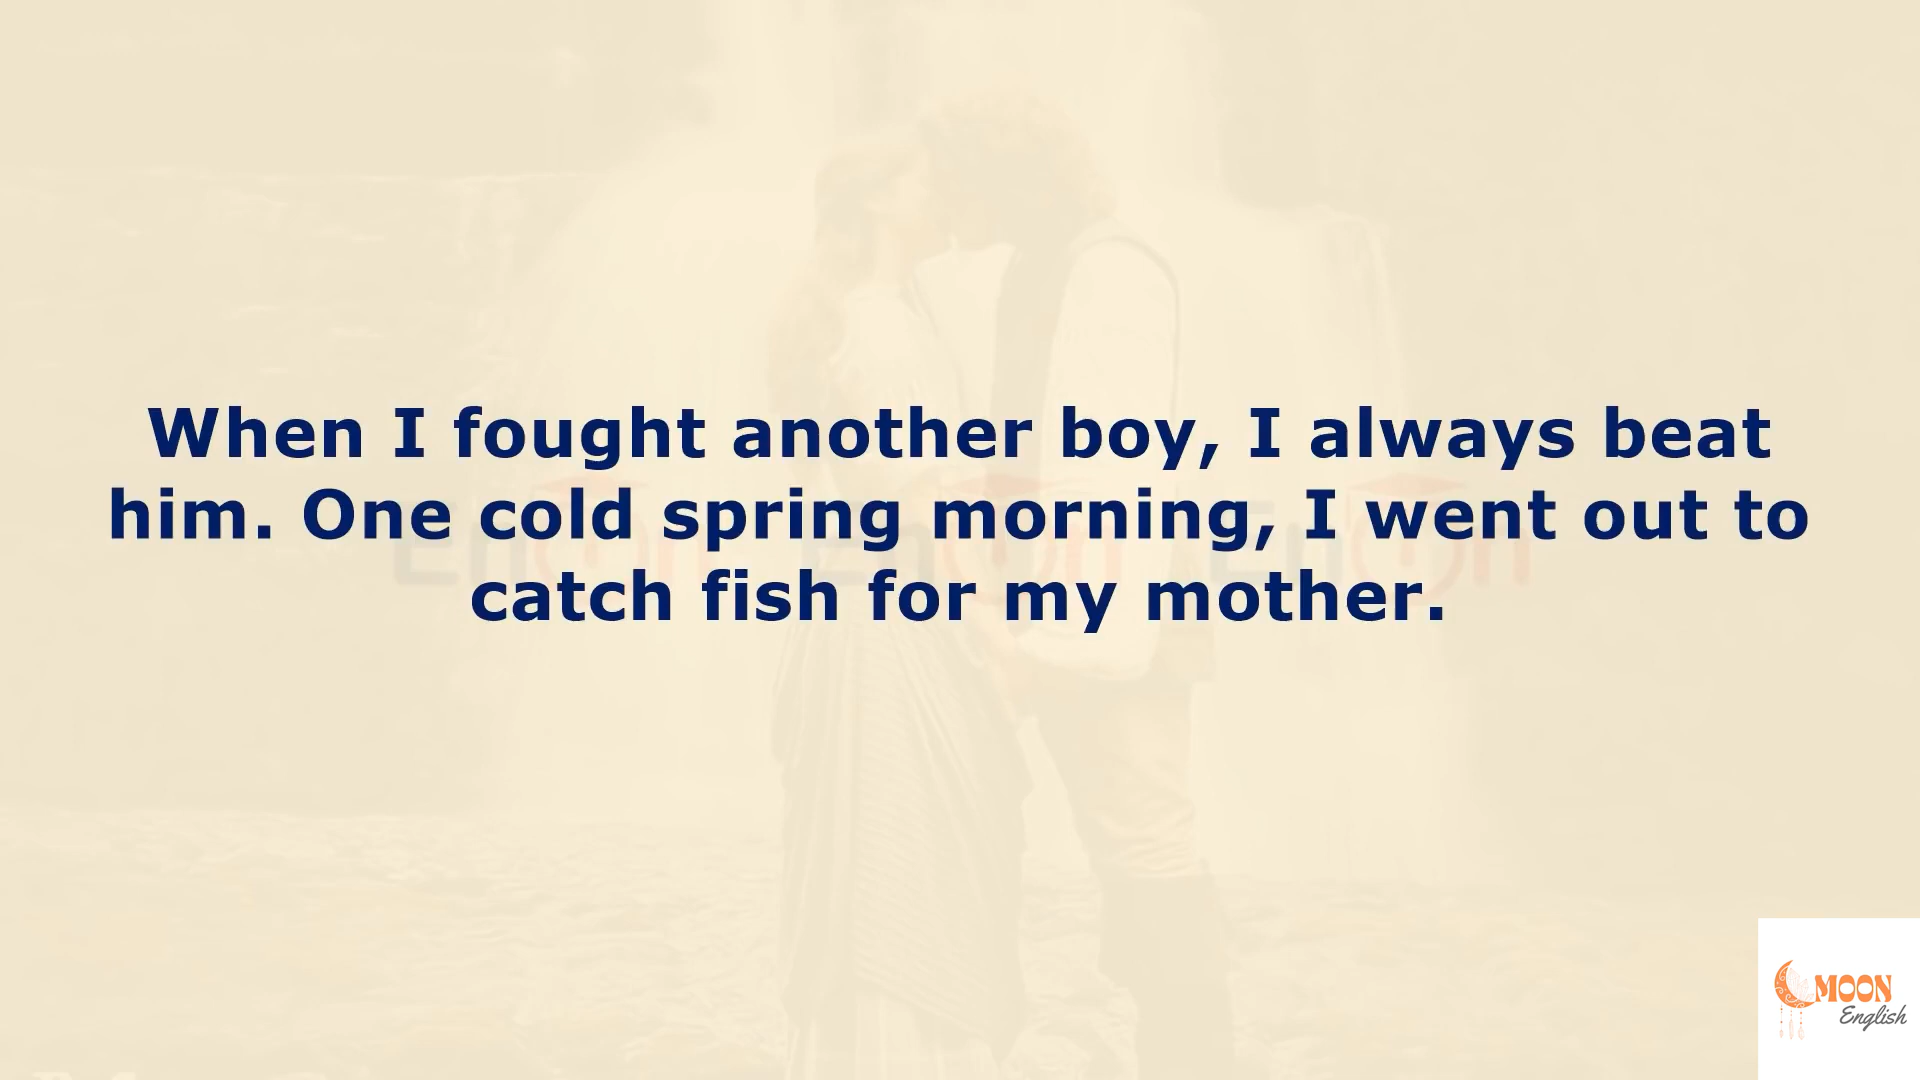 When I fought another boy, I always beat
him. One cold spring morning, I went out to
catch fish for my mother.
MOON
English